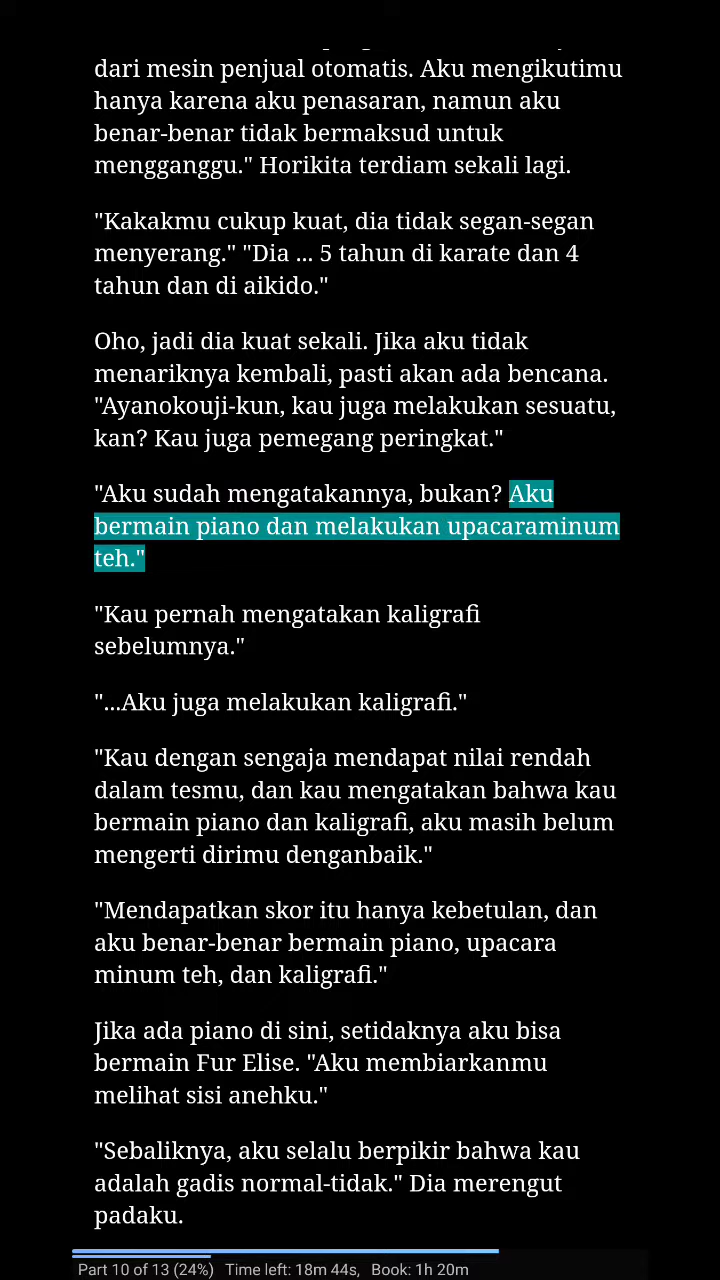 dari mesin penjual otomatis. Aku mengikutimu
hanya karena aku penasaran, namun aku
benar-benar tidak bermaksud untuk
mengganggu." Horikita terdiam sekali lagi.
"Kakakmu cukup kuat, dia tidak segan-segan
menyerang." "Dia ... 5 tahun di karate dan 4
tahun dan di aikido."
Oho, jadi dia kuat sekali. Jika aku tidak
menariknya kembali, pasti akan ada bencana.
"Ayanokouji-kun, kau juga melakukan sesuatu,
kan? Kau juga pemegang peringkat."
"Aku sudah mengatakannya, bukan? Aku
bermain piano dan melakukan upacaraminum
teh."
"Kau pernah mengatakan kaligrafi
sebelumnya."
"...Aku juga melakukan kaligrafi."
"Kau dengan sengaja mendapat nilai rendah
dalam tesmu, dan kau mengatakan bahwa kau
bermain piano dan kaligrafi, aku masih belum
mengerti dirimu denganbaik."
"Mendapatkan skor itu hanya kebetulan, dan
aku benar-benar bermain piano, upacara
minum teh, dan kaligrafi."
Jika ada piano di sini, setidaknya aku bisa
bermain Fur Elise. "Aku membiarkanmu
melihat sisi anehku."
"Sebaliknya, aku selalu berpikir bahwa kau
adalah gadis normal-tidak." Dia merengut
padaku.
Part 10 of 13 (24%) Time left: 18m 44s, Book: 1h 20m